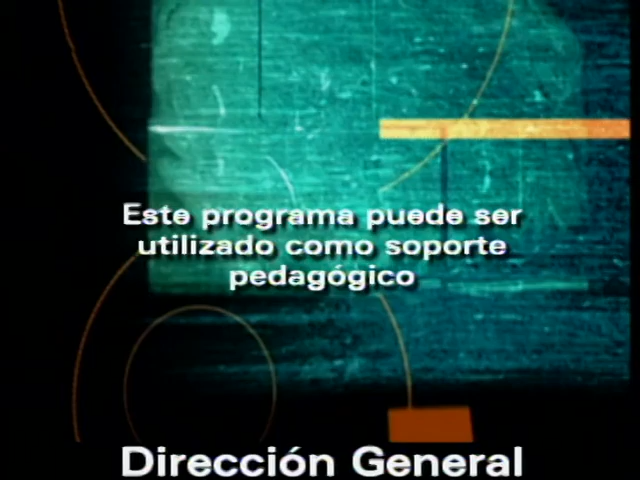 Este programa puede ser
utilizado como soporte
pedagógico
Dirección General